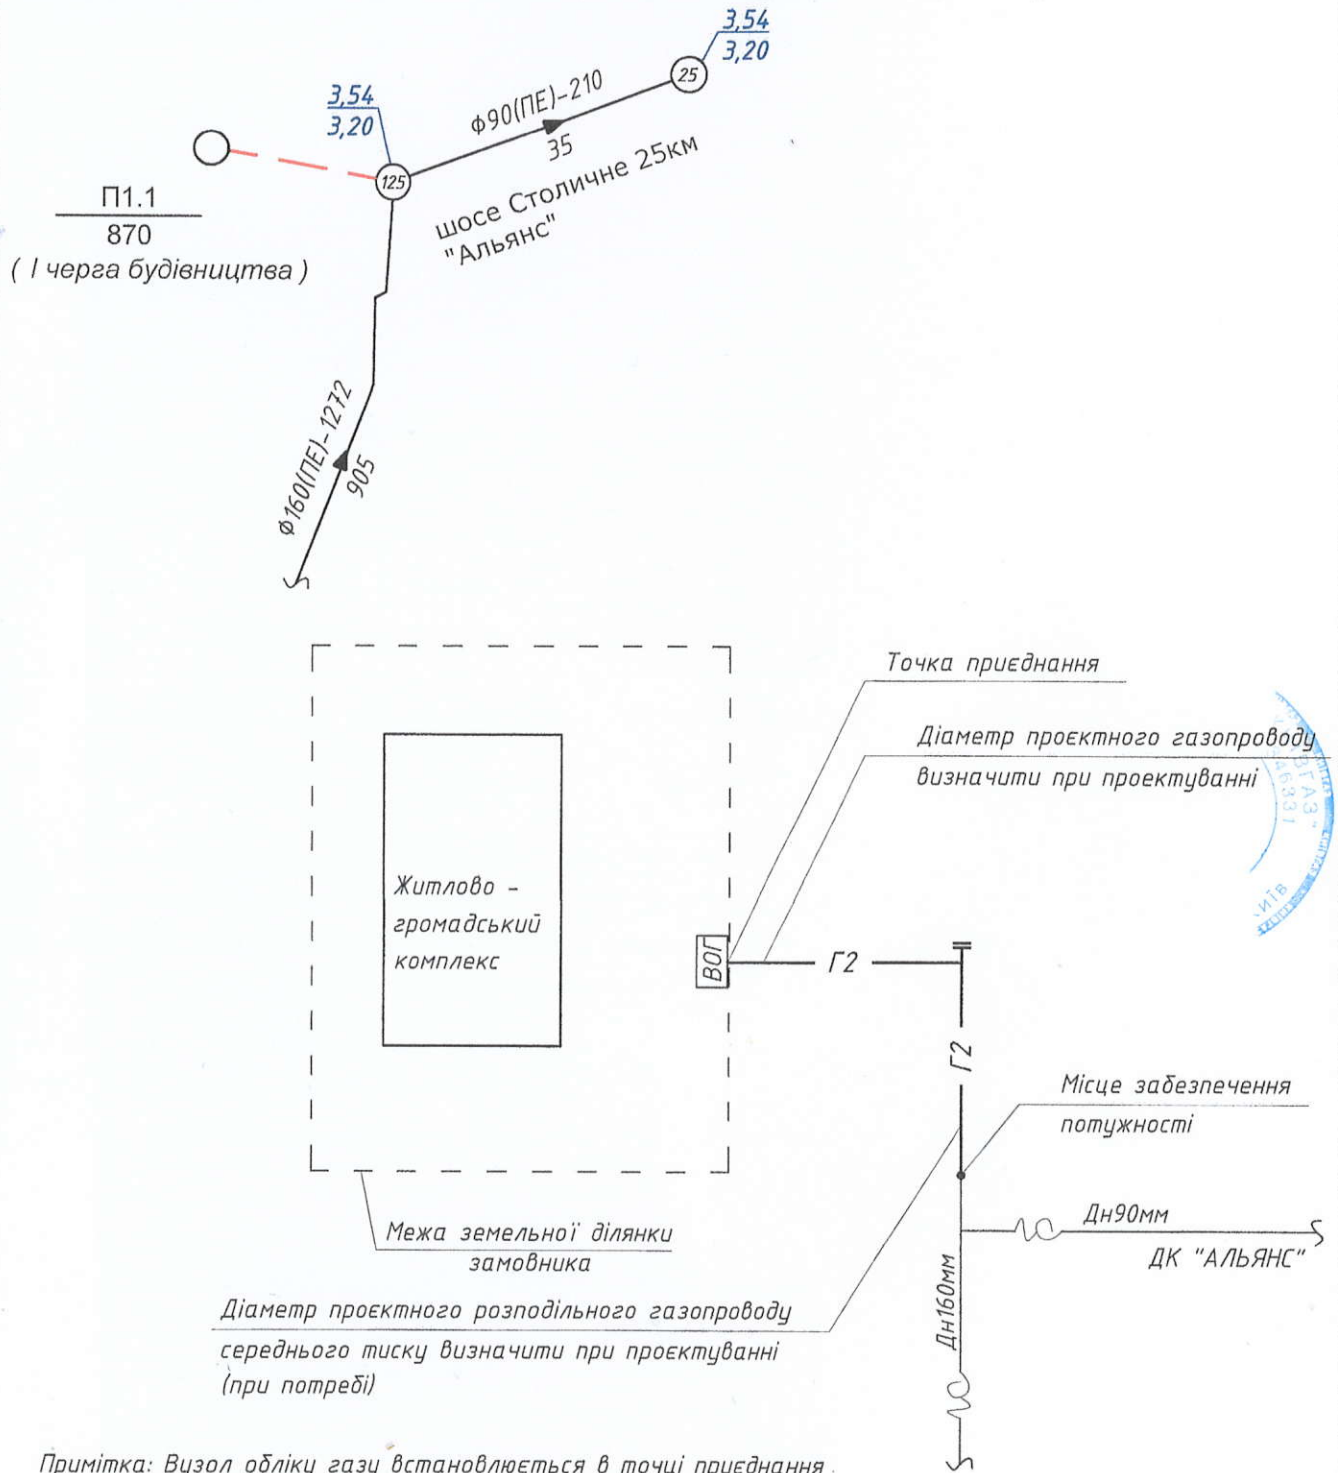 3,54
3,20
25
ф90(ПЕ)-210
35
3,54
3,20
125
шосе Столичне 25км
"Альянс"
П1.1
870
( І черга будівництва )
ф160(ПЕ)-1272
905
Точка приєднання
Діаметр проєктного газопроводу
визначити при проектуванні
Житлово -
громадський
комплекс
ВОГ
Г2
Г2
Місце забезпечення
потужності
Дн90мм
ДК "АЛЬЯНС"
Межа земельної ділянки
замовника
Дн160мм
Діаметр проєктного розподільного газопроводу
середнього тиску визначити при проєктуванні
(при потребі)
Примітка: Вузол обліку газу встановлюється в точці приєднання.